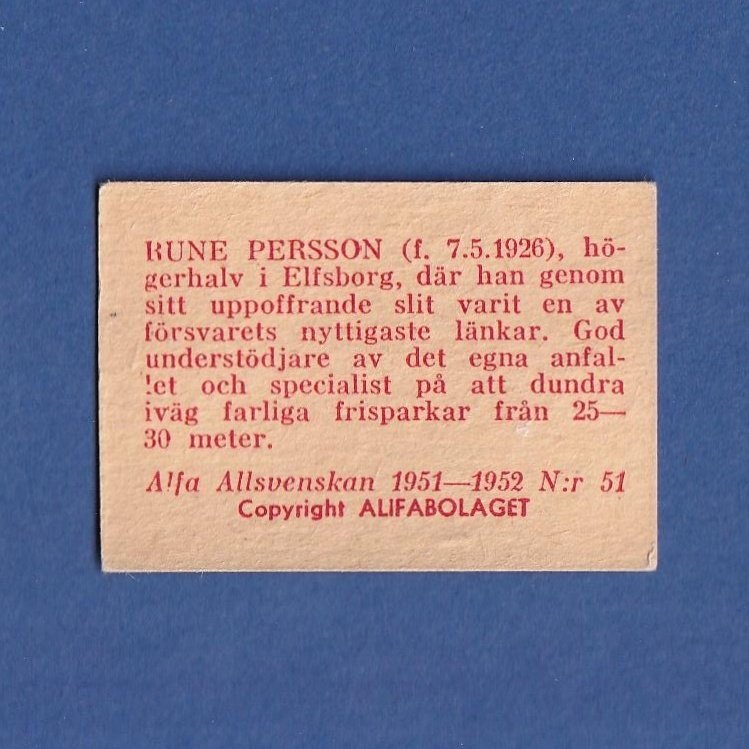 RUNE PERSSON (f. 7.5.1926), hö-
gerhalv i Elfsborg, där han genom
sitt uppoffrande slit varit en av
försvarets nyttigaste länkar. God
understödjare av det egna anfal-
let och specialist på att dundra
iväg farliga frisparkar från 25—
30 meter.
Alfa Allsvenskan 1951—1952 N:r 51
Copyright ALIFABOLAGET